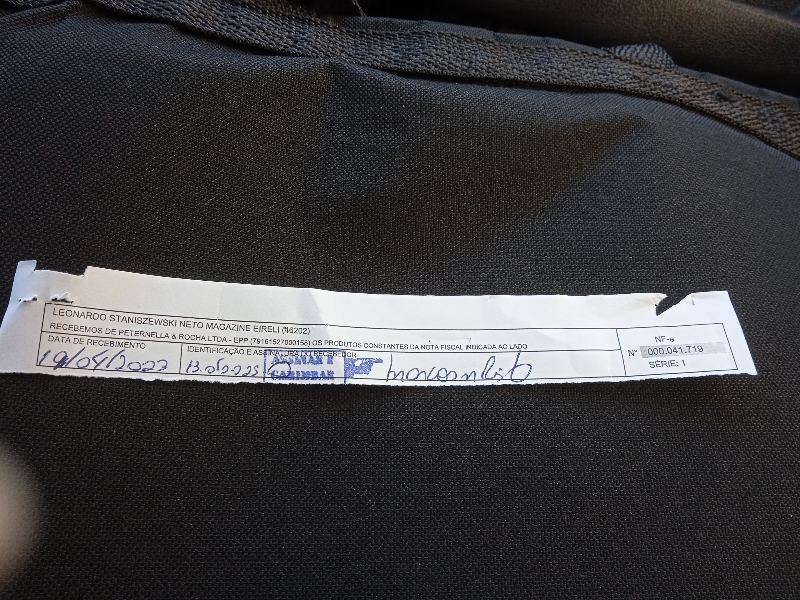 LEONARDO STANISZEWSKI NETO MAGAZINE EIRELI (16202)
RECEBEMOS DE PETERNELLA & ROCHA LTDA - EPP (79161527000158) OS PRODUTOS CONSTANTES DA NOTA FISCAL INDICADA AO LADO
DATA DE RECEBIMENTO
19/04/2022
IDENTIFICAÇÃO E ASSINATURA DO RECEBEDOR
ASSINAR E
CARIMBAR
NF-e
N° 000.041.719
SÉRIE: 1